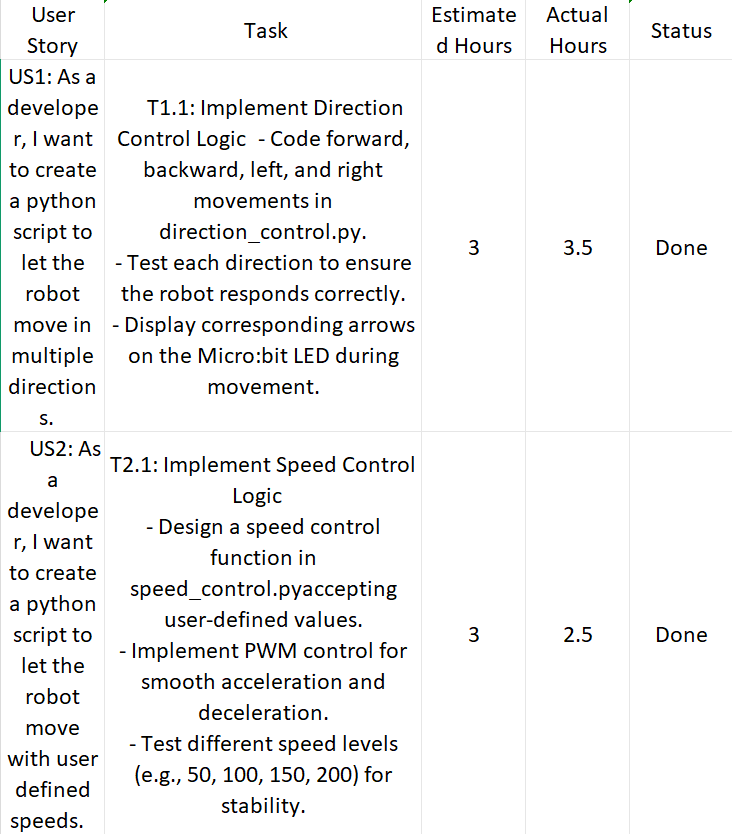 User
Story
Task
Estimate
d Hours
Actual
Hours
Status
US1: As a
develope
r, I want
to create
a python
script to
let the
robot
move in
multiple
direction
s.
T1.1: Implement Direction
Control Logic - Code forward,
backward, left, and right
movements in
direction_control.py.
- Test each direction to ensure
the robot responds correctly.
- Display corresponding arrows
on the Micro:bit LED during
movement.
3
3.5
Done
US2: As
a
develope
r, I want
to create
a python
script to
let the
robot
move
with user
defined
speeds.
T2.1: Implement Speed Control
Logic
- Design a speed control
function in
speed_control.pyaccepting
user-defined values.
- Implement PWM control for
smooth acceleration and
deceleration.
- Test different speed levels
(e.g., 50, 100, 150, 200) for
stability.
3
2.5
Done